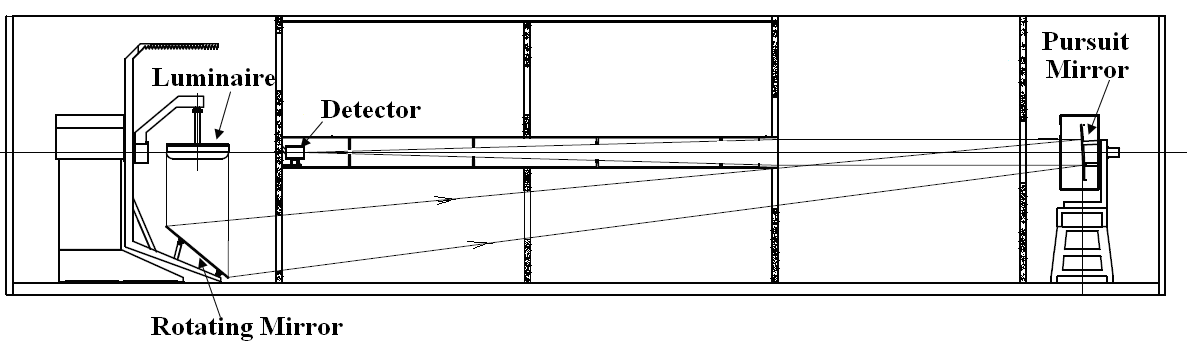 Pursuit
Mirror
Luminaire
Detector
Rotating Mirror